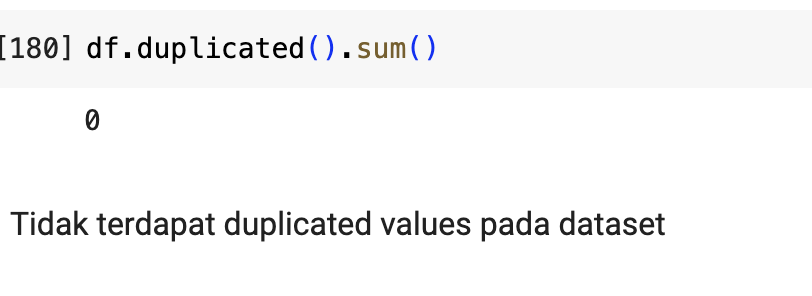 [180] df.duplicated().sum()
0
Tidak terdapat duplicated values pada dataset